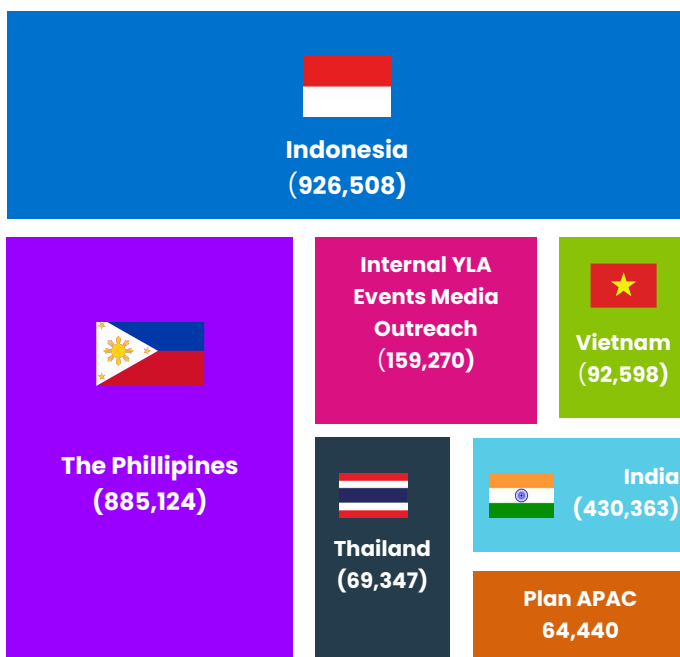 Indonesia
(926,508)
The Phillipines
(885,124)
Internal YLA
Events Media
Outreach
(159,270)
Vietnam
(92,598)
Thailand
(69,347)
India
(430,363)
Plan APAC
64,440